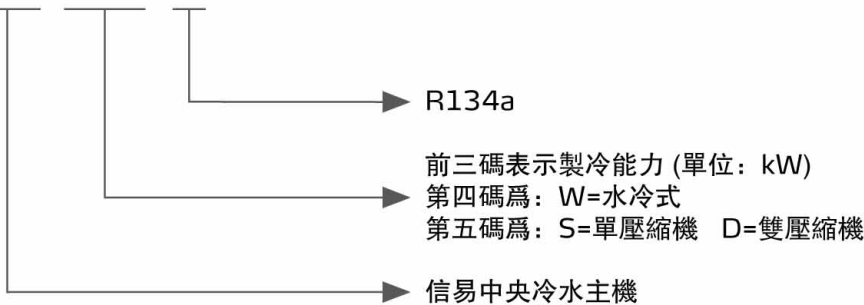 R134a
前三碼表示製冷能力 (單位：kW)
第四碼爲：W=水冷式
第五碼爲：S=單壓縮機 D=雙壓縮機
信易中央冷水主機